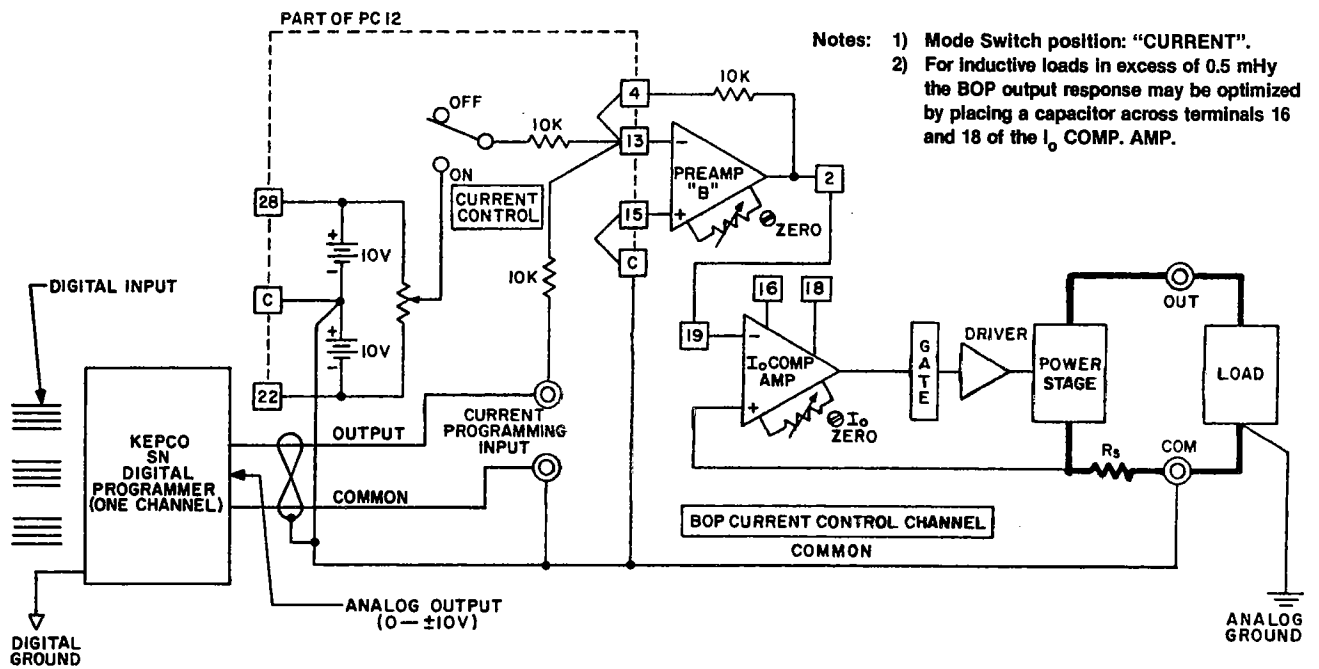 PART OF PC 12
Notes: 1) Mode Switch position: "CURRENT".
2) For inductive loads in excess of 0.5 mHy
the BOP output response may be optimized
by placing a capacitor across terminals 16
and 18 of the Io COMP. AMP.
OFF
10K
4
10K
13
ON
CURRENT
CONTROL
PREAMP
"B"
-
+
2
ZERO
28
15
C
+
-
10V
10K
C
+
-
10V
22
DIGITAL INPUT
16
18
19
-
Io COMP
AMP
+
Io
ZERO
GATE
DRIVER
POWER
STAGE
OUT
LOAD
Rs
COM
KEPCO
SN
DIGITAL
PROGRAMMER
(ONE CHANNEL)
OUTPUT
COMMON
CURRENT
PROGRAMMING
INPUT
BOP CURRENT CONTROL CHANNEL
COMMON
ANALOG OUTPUT
(0—±10V)
DIGITAL
GROUND
ANALOG
GROUND